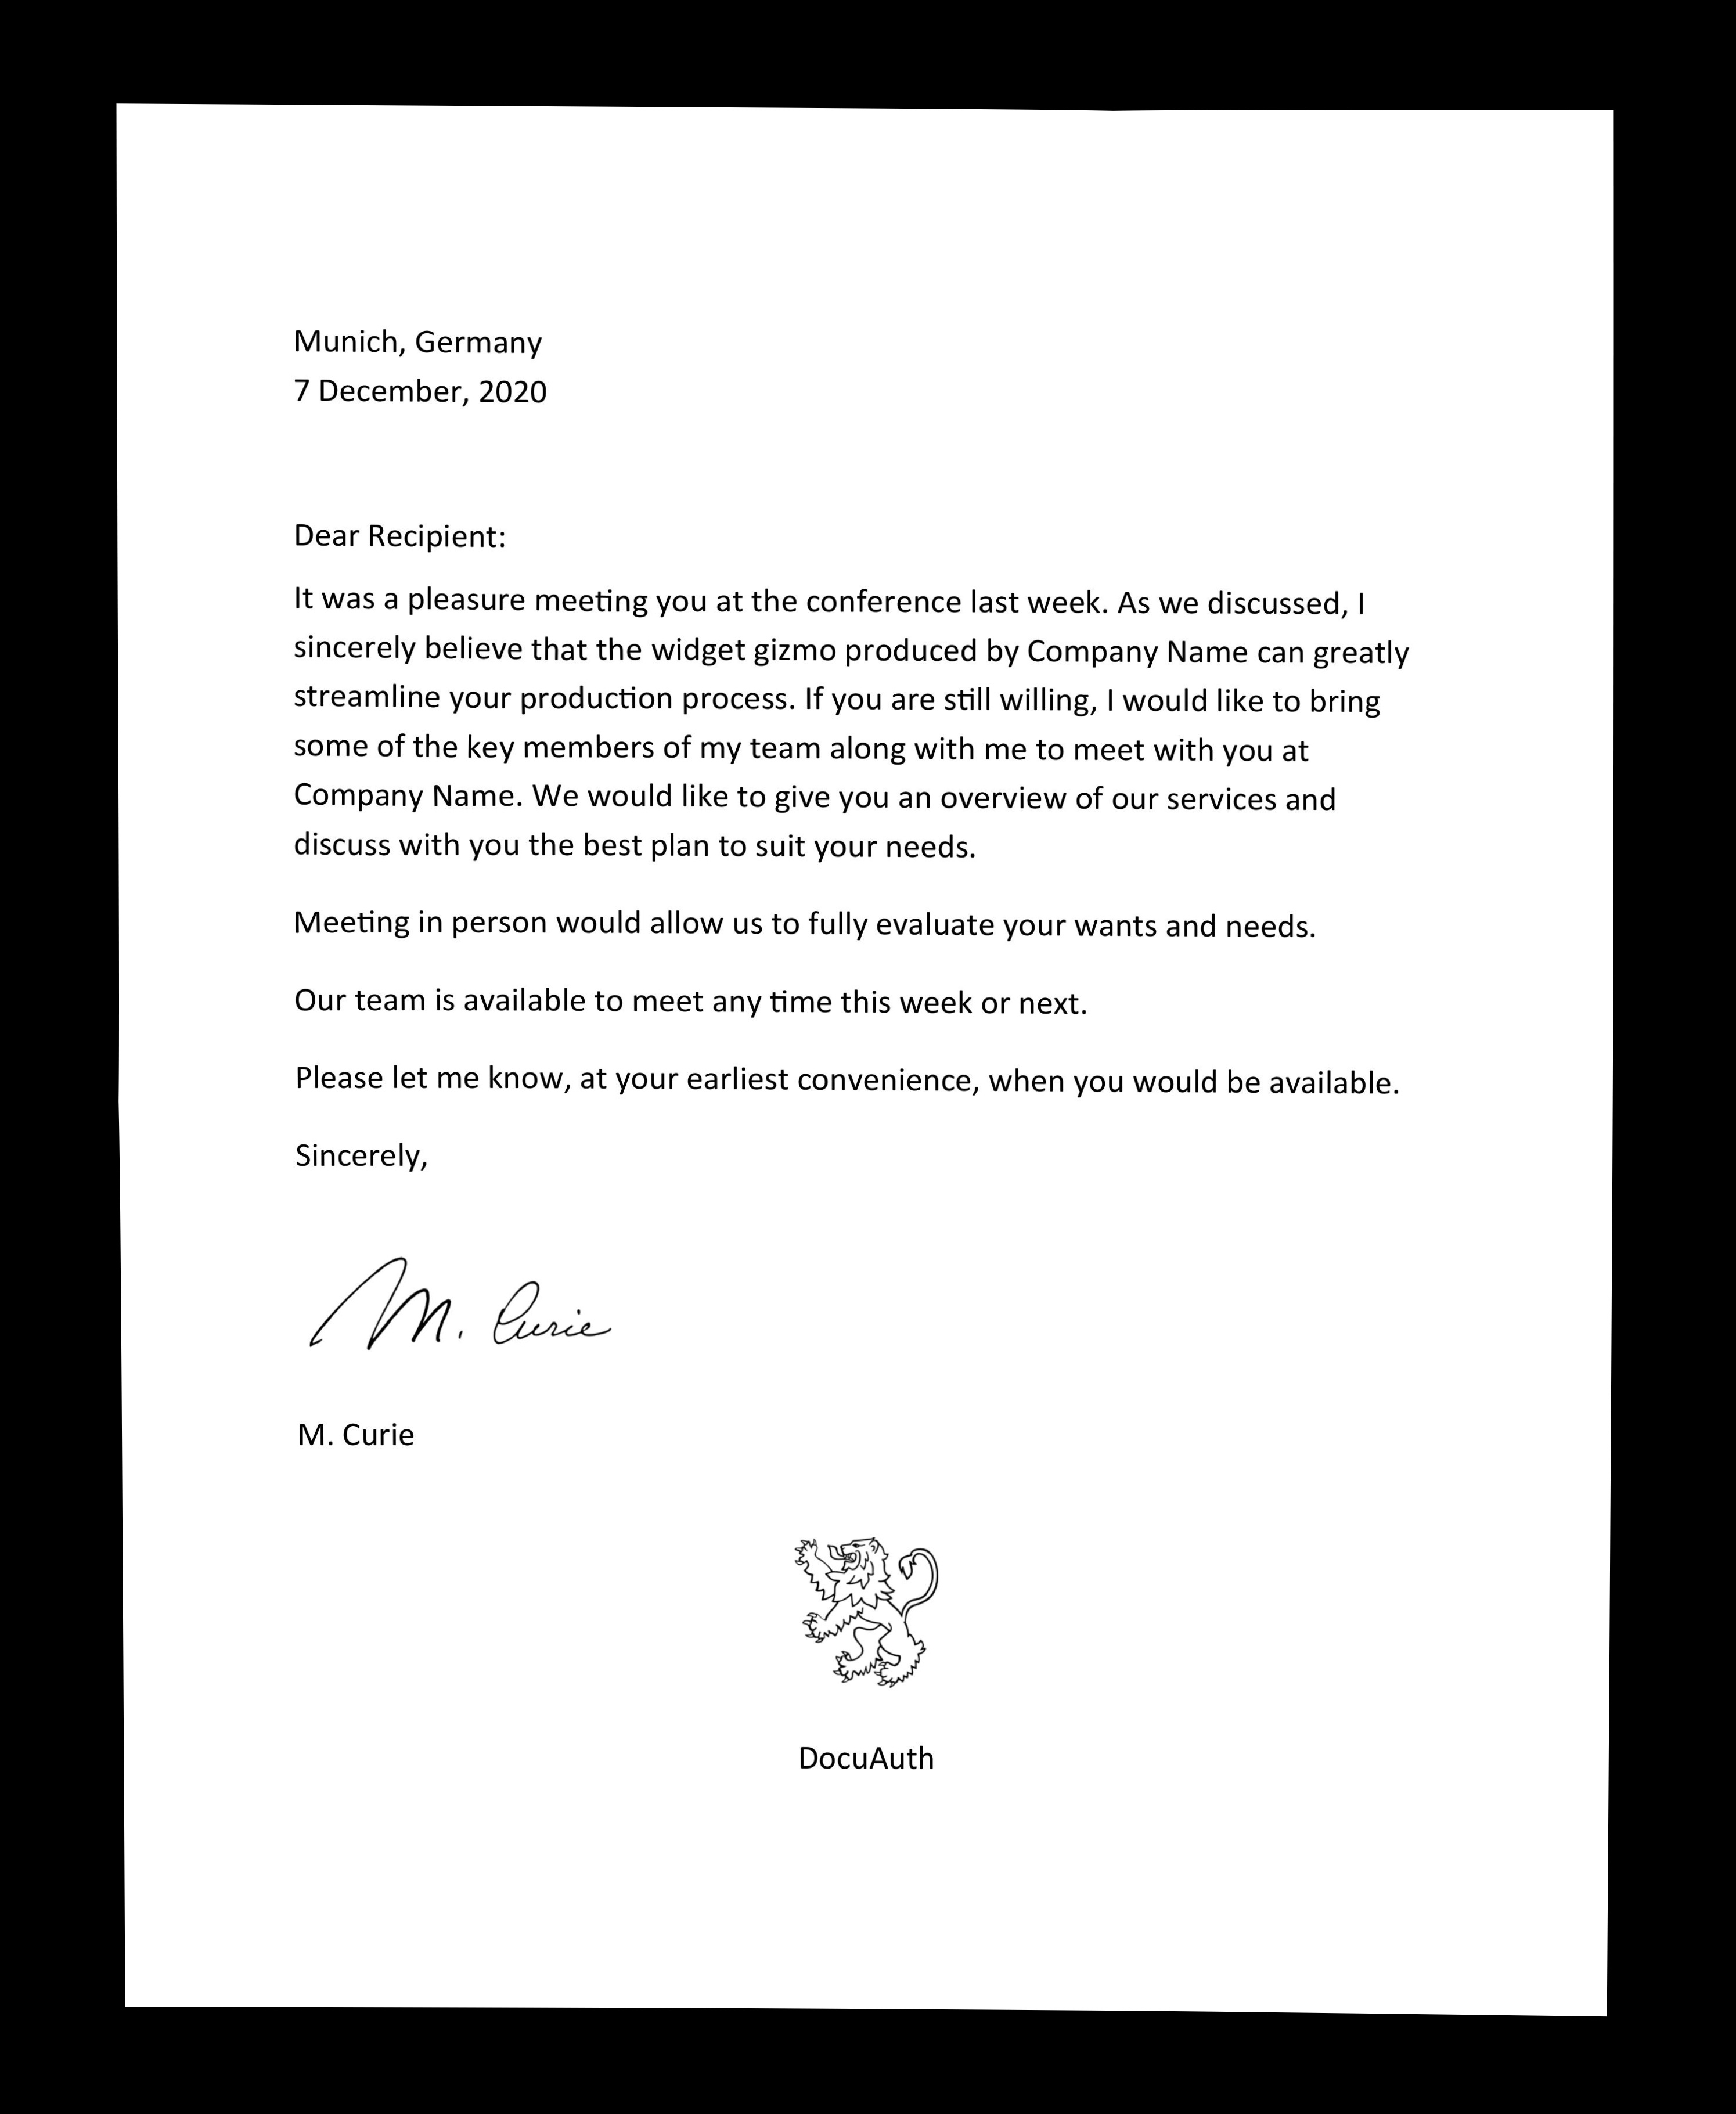 Munich, Germany
7 December, 2020
Dear Recipient:
It was a pleasure meeting you at the conference last week. As we discussed, I
sincerely believe that the widget gizmo produced by Company Name can greatly
streamline your production process. If you are still willing, I would like to bring
some of the key members of my team along with me to meet with you at
Company Name. We would like to give you an overview of our services and
discuss with you the best plan to suit your needs.
Meeting in person would allow us to fully evaluate your wants and needs.
Our team is available to meet any time this week or next.
Please let me know, at your earliest convenience, when you would be available.
Sincerely,
M. Curie
M. Curie
DocuAuth